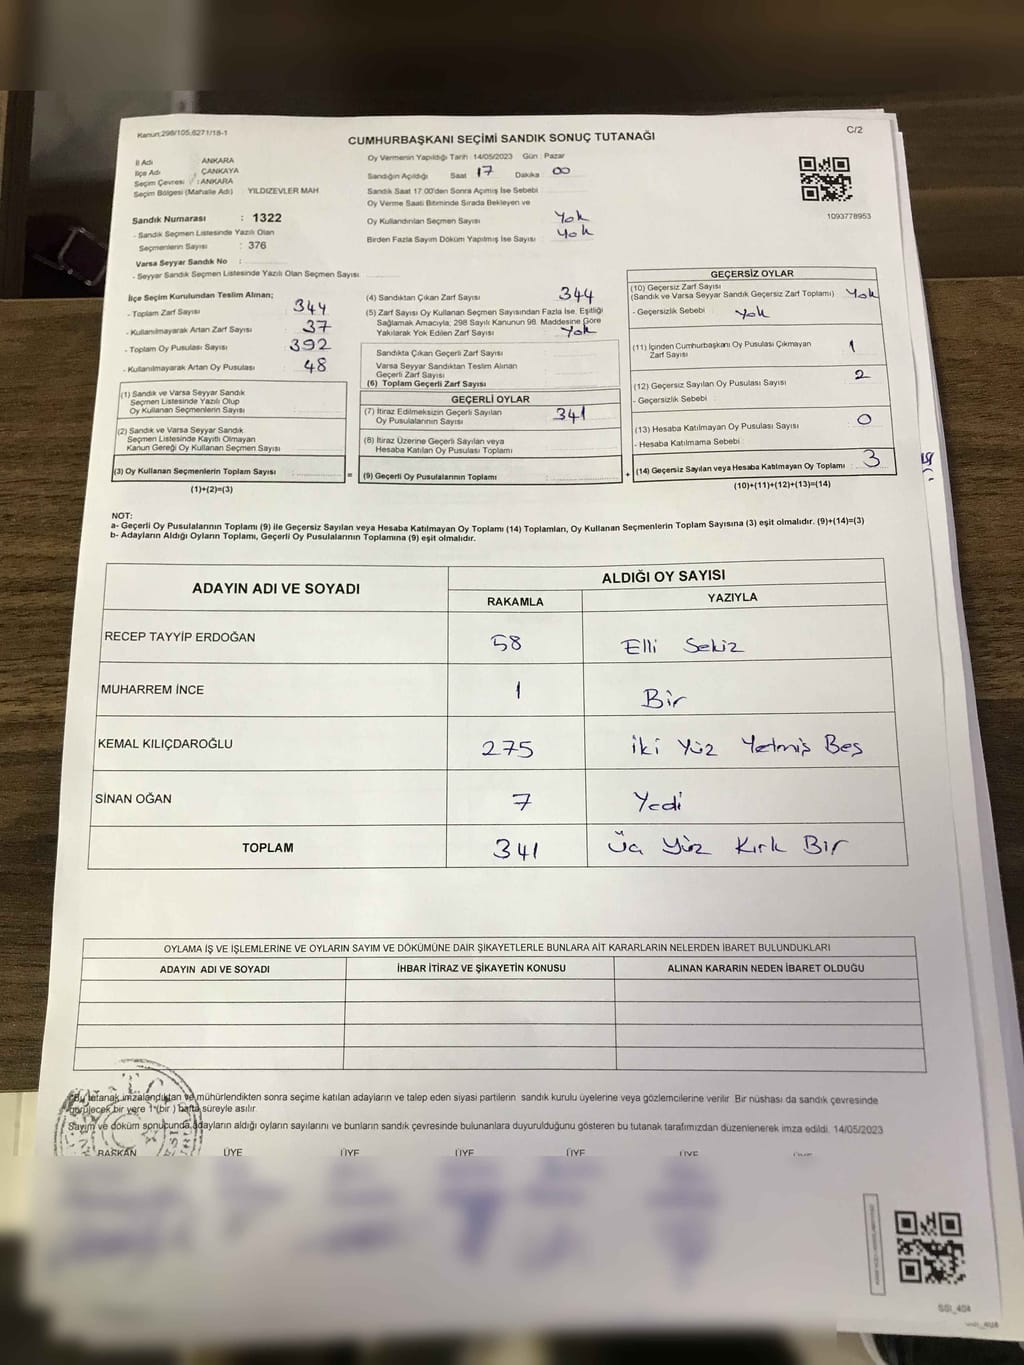 Kanun;298/105,6271/18-1
C/2
CUMHURBAŞKANI SEÇİMİ SANDIK SONUÇ TUTANAĞI
İl Adı ANKARA
İlçe Adı ÇANKAYA
Seçim Çevresi : ANKARA
Seçim Bölgesi (Mahalle Adı) YILDIZEVLER MAH
Sandık Numarası : 1322
- Sandık Seçmen Listesinde Yazılı Olan
Seçmenlerin Sayısı : 376
Varsa Seyyar Sandık No :
- Seyyar Sandık Seçmen Listesinde Yazılı Olan Seçmen Sayısı
Oy Vermenin Yapıldığı Tarih :14/05/2023 Gün : Pazar
Sandığın Açıldığı Saat 17 Dakika 00
Sandık Saat 17:00'den Sonra Açımış İse Sebebi
Oy Verme Saati Bitiminde Sırada Bekleyen ve
Oy Kullandırılan Seçmen Sayısı Yok
Birden Fazla Sayım Döküm Yapılmış İse Sayısı Yok
1093778953
İlçe Seçim Kurulundan Teslim Alınan;
- Toplam Zarf Sayısı 344
- Kullanılmayarak Artan Zarf Sayısı 37
- Toplam Oy Pusulası Sayısı 392
- Kullanılmayarak Artan Oy Pusulası 48
(1) Sandık ve Varsa Seyyar Sandık
Seçmen Listesinde Yazılı Olup
Oy Kullanan Seçmenlerin Sayısı
(2) Sandık ve Varsa Seyyar Sandık
Seçmen Listesinde Kayıtlı Olmayan
Kanun Gereği Oy Kullanan Seçmen Sayısı
(3) Oy Kullanan Seçmenlerin Toplam Sayısı =
(1)+(2)=(3)
(4) Sandıktan Çıkan Zarf Sayısı 344
(5) Zarf Sayısı Oy Kullanan Seçmen Sayısından Fazla İse, Eşitliği
Sağlamak Amacıyla; 298 Sayılı Kanunun 98. Maddesine Göre
Yakılarak Yok Edilen Zarf Sayısı Yok
Sandıkta Çıkan Geçerli Zarf Sayısı
Varsa Seyyar Sandıktan Teslim Alınan
Geçerli Zarf Sayısı
(6) Toplam Geçerli Zarf Sayısı
GEÇERLİ OYLAR
(7) İtiraz Edilmeksizin Geçerli Sayılan
Oy Pusulalarının Sayısı 341
(8) İtiraz Üzerine Geçerli Sayılan veya
Hesaba Katılan Oy Pusulası Toplamı
(9) Geçerli Oy Pusulalarının Toplamı +
GEÇERSİZ OYLAR
(10) Geçersiz Zarf Sayısı
(Sandık ve Varsa Seyyar Sandık Geçersiz Zarf Toplamı) Yok
- Geçersizlik Sebebi Yok
(11) İçinden Cumhurbaşkanı Oy Pusulası Çıkmayan
Zarf Sayısı 1
(12) Geçersiz Sayılan Oy Pusulası Sayısı 2
- Geçersizlik Sebebi
(13) Hesaba Katılmayan Oy Pusulası Sayısı 0
- Hesaba Katılmama Sebebi
(14) Geçersiz Sayılan veya Hesaba Katılmayan Oy Toplamı 3
(10)+(11)+(12)+(13)=(14)
NOT:
a- Geçerli Oy Pusulalarının Toplamı (9) ile Geçersiz Sayılan veya Hesaba Katılmayan Oy Toplamı (14) Toplamları, Oy Kullanan Seçmenlerin Toplam Sayısına (3) eşit olmalıdır. (9)+(14)=(3)
b- Adayların Aldığı Oyların Toplamı, Geçerli Oy Pusulalarının Toplamına (9) eşit olmalıdır.
ADAYIN ADI VE SOYADI ALDIĞI OY SAYISI
RAKAMLA YAZIYLA
RECEP TAYYİP ERDOĞAN 58 Elli Sekiz
MUHARREM İNCE 1 Bir
KEMAL KILIÇDAROĞLU 275 İki Yüz Yetmiş Beş
SİNAN OĞAN 7 Yedi
TOPLAM 341 Üç Yüz Kırk Bir
OYLAMA İŞ VE İŞLEMLERİNE VE OYLARIN SAYIM VE DÖKÜMÜNE DAİR ŞİKAYETLERLE BUNLARA AİT KARARLARIN NELERDEN İBARET BULUNDUKLARI
ADAYIN ADI VE SOYADI İHBAR İTİRAZ VE ŞİKAYETİN KONUSU ALINAN KARARIN NEDEN İBARET OLDUĞU
Bu tutanak imzalandıktan ve mühürlendikten sonra seçime katılan adayların ve talep eden siyasi partilerin sandık kurulu üyelerine veya gözlemcilerine verilir. Bir nüshası da sandık çevresinde
görülecek bir yere 1 (bir ) hafta süreyle asılır.
Sayım ve döküm sonucunda adayların aldığı oyların sayılarını ve bunların sandık çevresinde bulunanlara duyurulduğunu gösteren bu tutanak tarafımızdan düzenlenerek imza edildi. 14/05/2023
BAŞKAN ÜYE ÜYE ÜYE ÜYE ÜYE
SGI_404